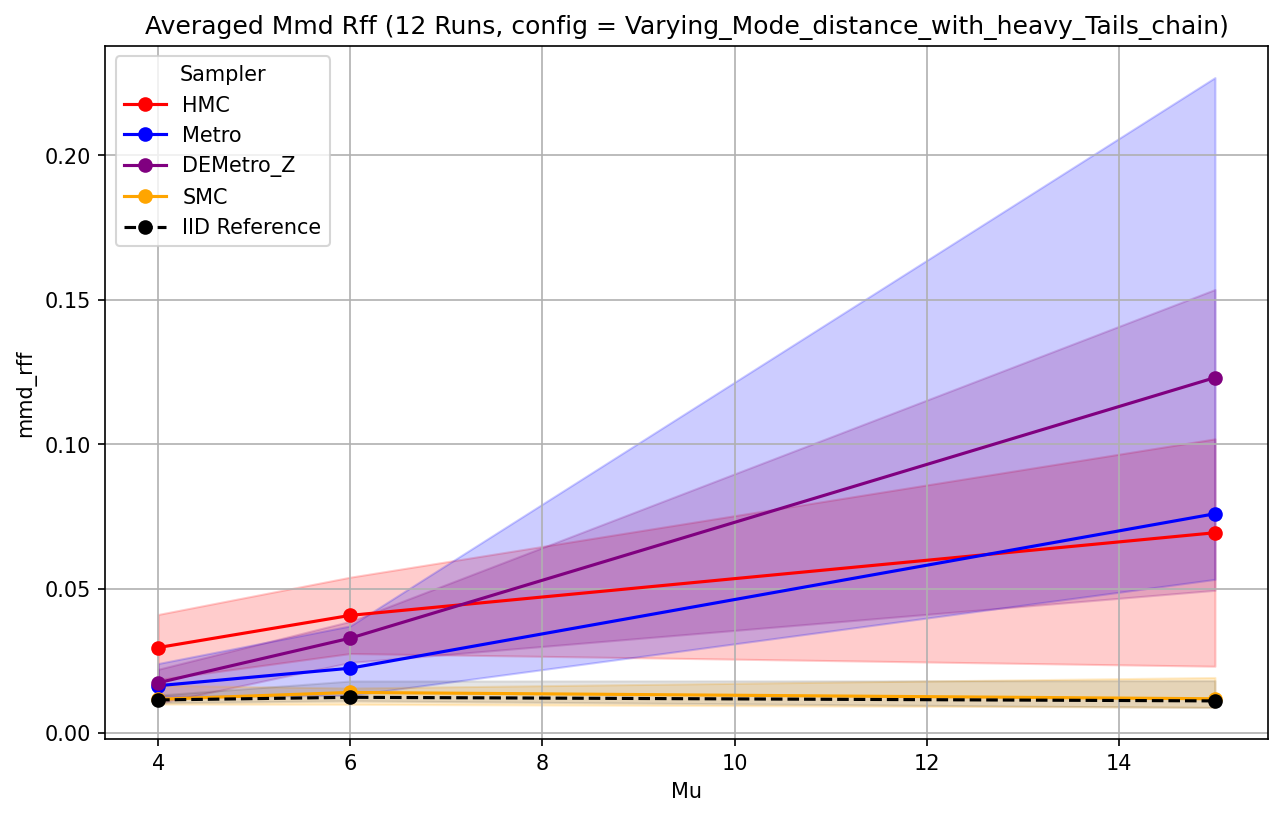 Averaged Mmd Rff (12 Runs, config = Varying_Mode_distance_with_heavy_Tails_chain)
Sampler
HMC
Metro
DEMetro_Z
SMC
IID Reference
mmd_rff
0.20
0.15
0.10
0.05
0.00
4
6
8
10
12
14
Mu